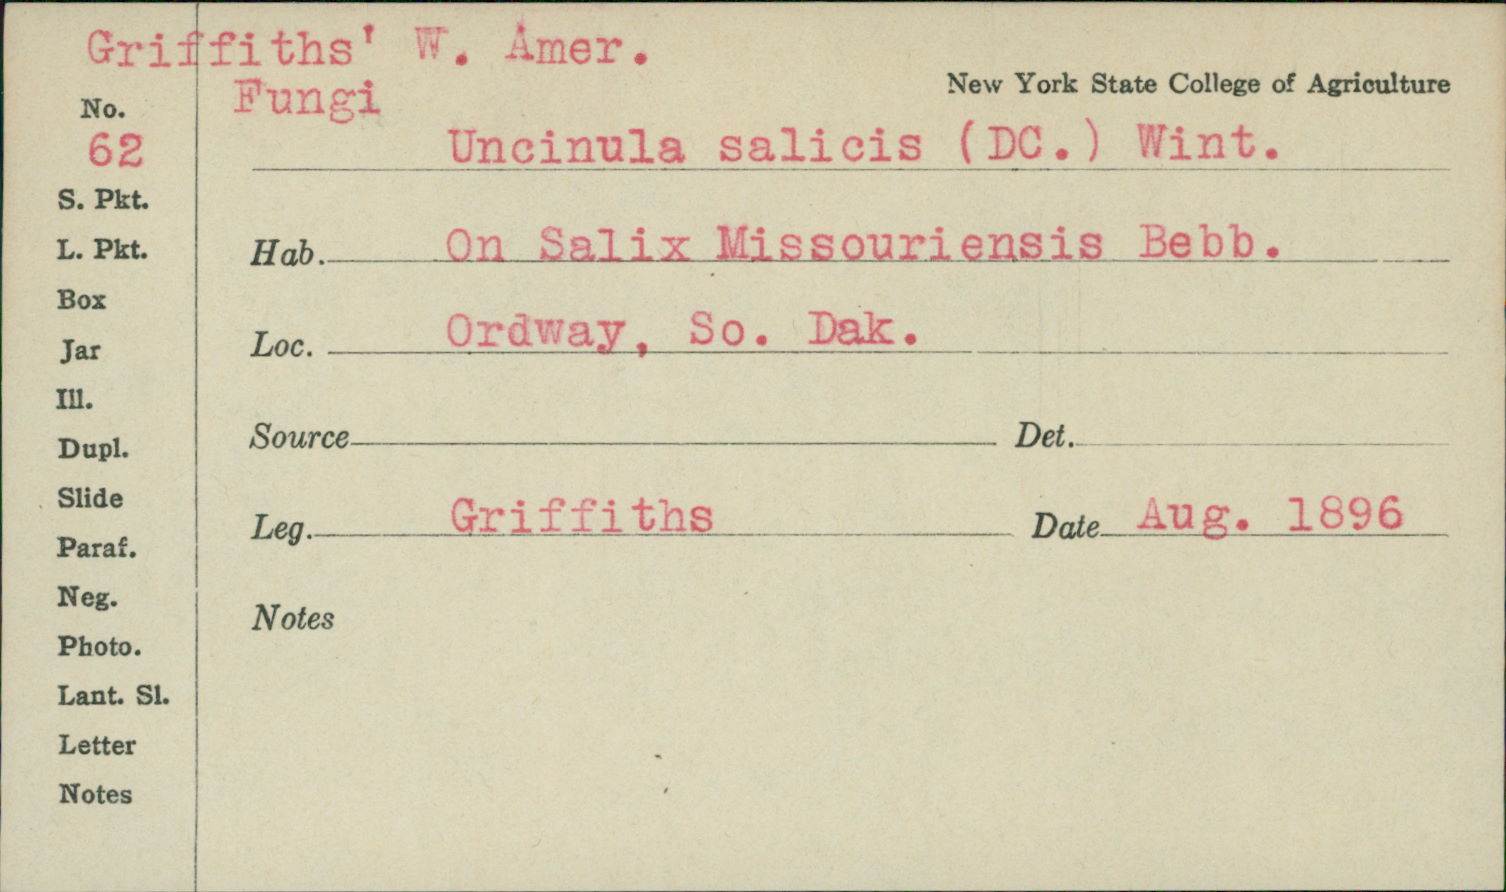 Griffiths' W. Amer.
Fungi
New York State College of Agriculture
No.
62
Uncinula salicis (DC.) Wint.
S. Pkt.
L. Pkt.
Hab. On Salix Missouriensis Bebb.
Box
Jar
Loc. Ordway, So. Dak.
Ill.
Dupl.
Source Det.
Slide
Leg. Griffiths Date Aug. 1896
Paraf.
Neg.
Notes
Photo.
Lant. Sl.
Letter
Notes